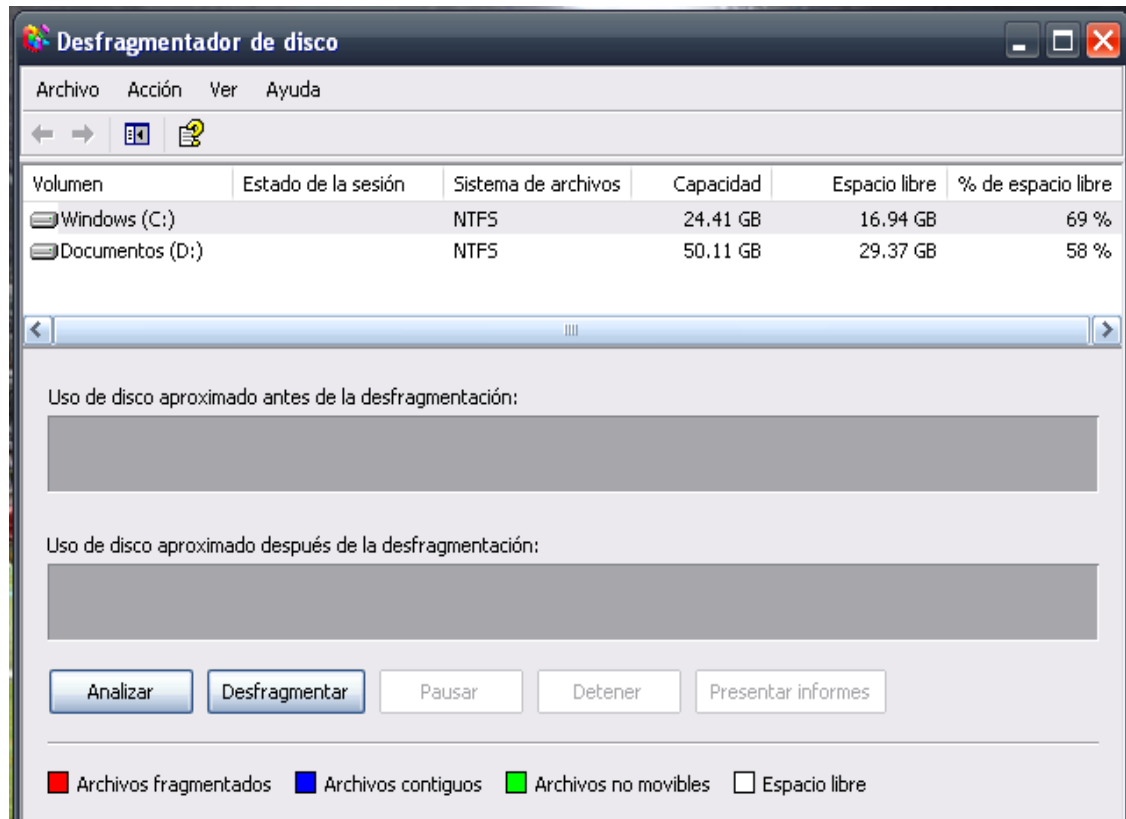 Desfragmentador de disco
Archivo Acción Ver Ayuda
Volumen Estado de la sesión Sistema de archivos Capacidad Espacio libre % de espacio libre
Windows (C:) NTFS 24.41 GB 16.94 GB 69 %
Documentos (D:) NTFS 50.11 GB 29.37 GB 58 %
Uso de disco aproximado antes de la desfragmentación:
Uso de disco aproximado después de la desfragmentación:
Analizar Desfragmentar Pausar Detener Presentar informes
Archivos fragmentados Archivos contiguos Archivos no movibles Espacio libre